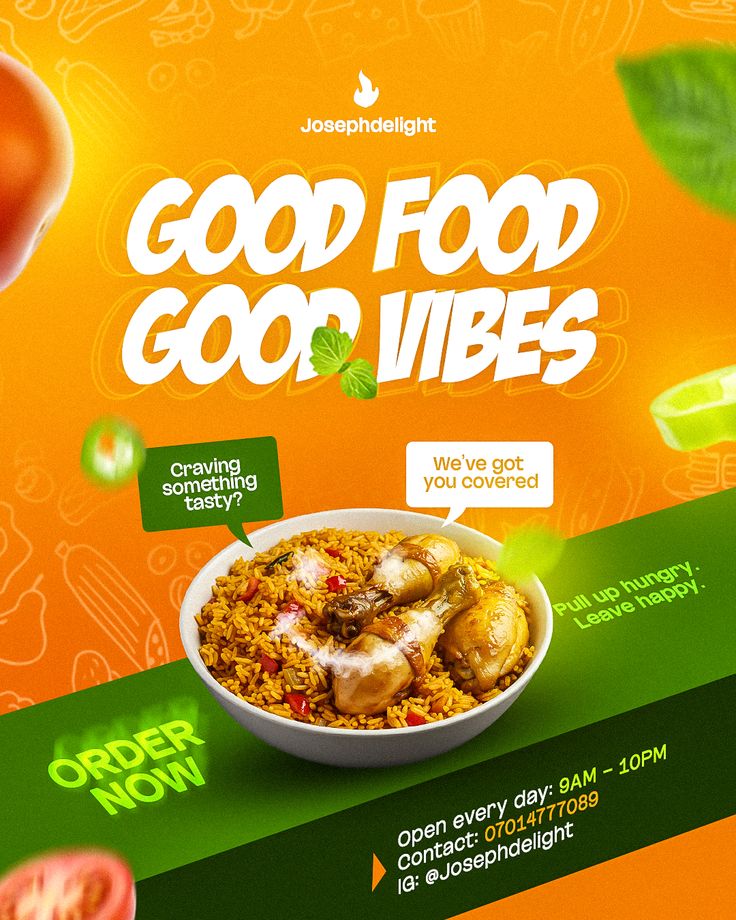 Josephdelight
GOOD FOOD
GOOD VIBES
Craving
something
tasty?
We've got
you covered
Pull up hungry.
Leave happy.
ORDER
NOW
Open every day: 9AM – 10PM
Contact: 07014777089
IG: @Josephdelight